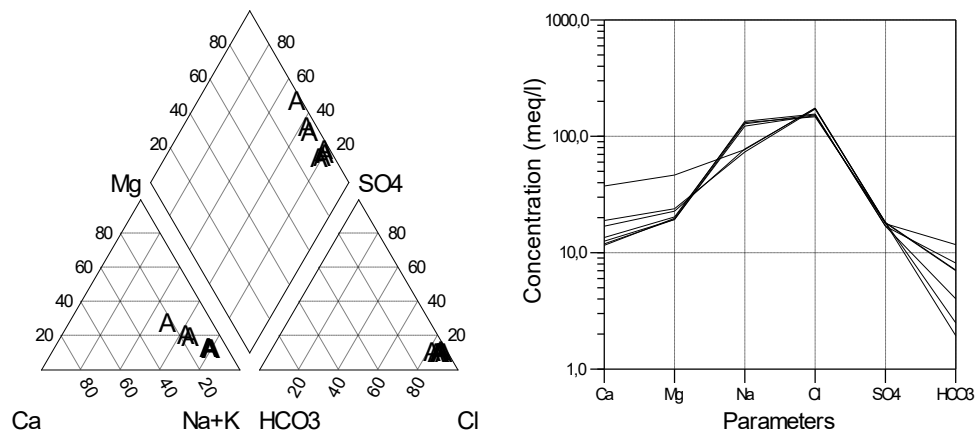 80 80
60 60
40 40
20 20
Mg SO4
80 80
60 60
40 40
20 20
80 60 40 20 20 40 60 80
Ca Na+K HCO3 Cl
A A A A A A
A A A
A A
1000,0
100,0
10,0
1,0
Concentration (meq/l)
Ca Mg Na Cl SO4 HCO3
Parameters